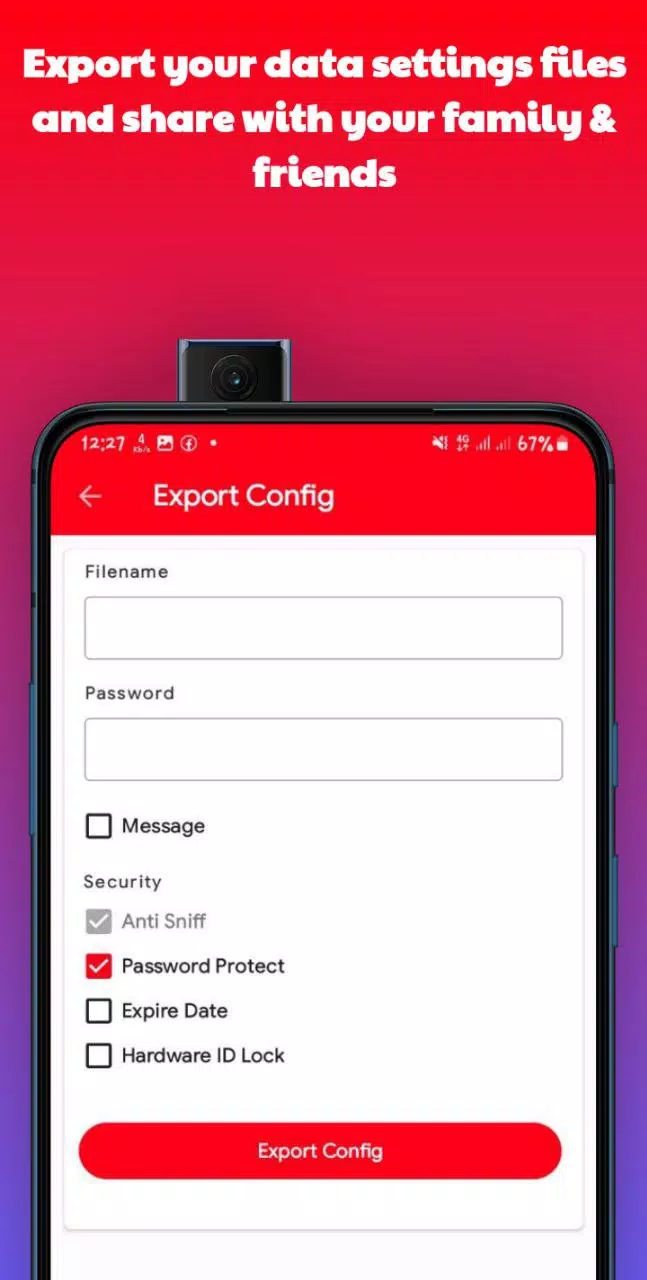 Export your data settings files
and share with your family &
friends
12:27 4 Kb/s 4G 67%
Export Config
Filename
Password
Message
Security
Anti Sniff
Password Protect
Expire Date
Hardware ID Lock
Export Config